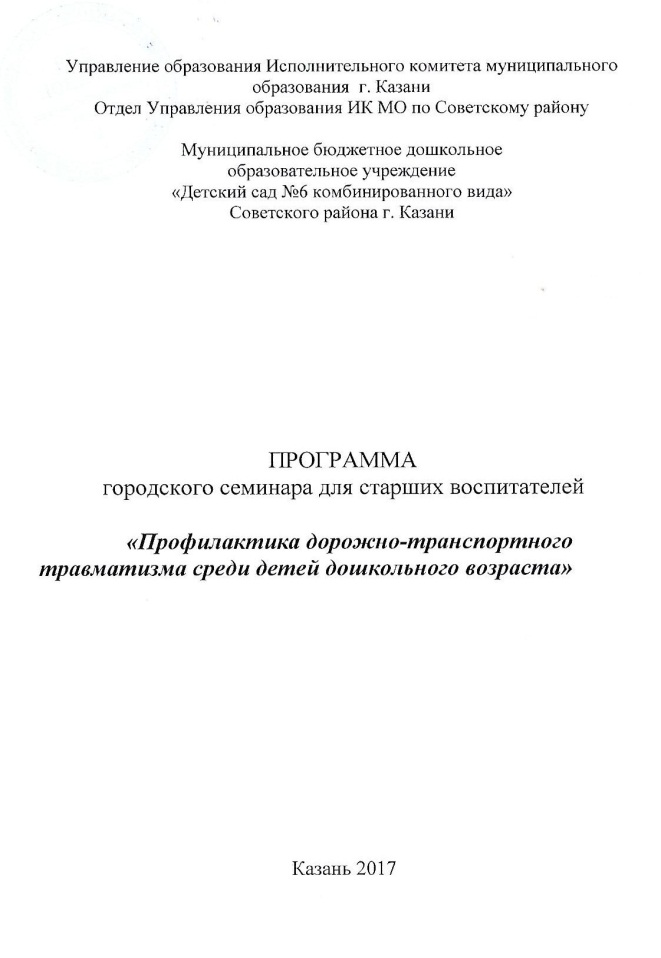 Управление образования Исполнительного комитета муниципального
образования г. Казани
Отдел Управления образования ИК МО по Советскому району
Муниципальное бюджетное дошкольное
образовательное учреждение
«Детский сад №6 комбинированного вида»
Советского района г. Казани
ПРОГРАММА
городского семинара для старших воспитателей
«Профилактика дорожно-транспортного
травматизма среди детей дошкольного возраста»
Казань 2017